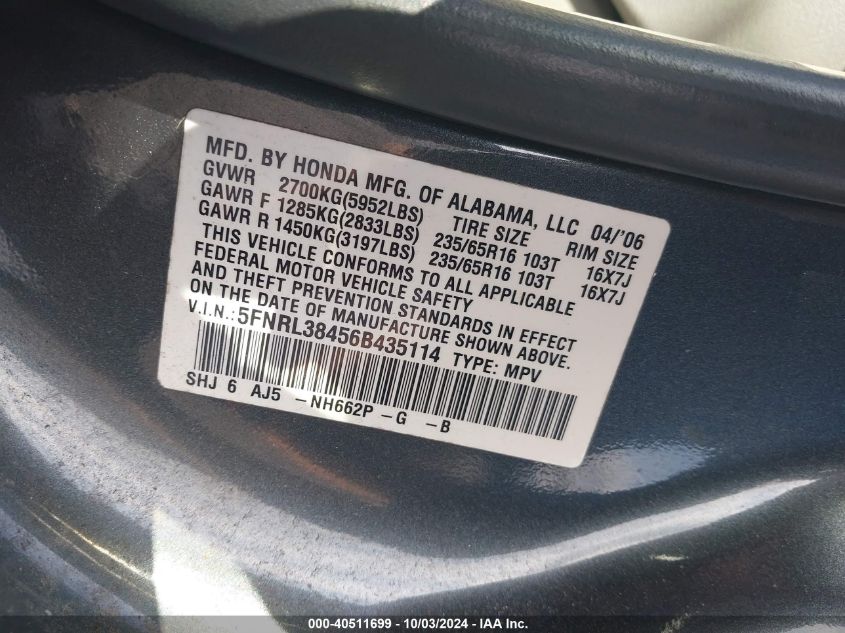 MFD. BY HONDA MFG. OF ALABAMA, LLC 04/'06
GVWR 2700KG(5952LBS) TIRE SIZE RIM SIZE
GAWR F 1285KG(2833LBS) 235/65R16 103T 16X7J
GAWR R 1450KG(3197LBS) 235/65R16 103T 16X7J
THIS VEHICLE CONFORMS TO ALL APPLICABLE
FEDERAL MOTOR VEHICLE SAFETY
AND THEFT PREVENTION STANDARDS IN EFFECT
ON THE DATE OF MANUFACTURE SHOWN ABOVE.
V.I.N.:5FNRL38456B435114 TYPE: MPV
SHJ 6 AJ5 -NH662P -G -B
000-40511699 - 10/03/2024 - IAA Inc.